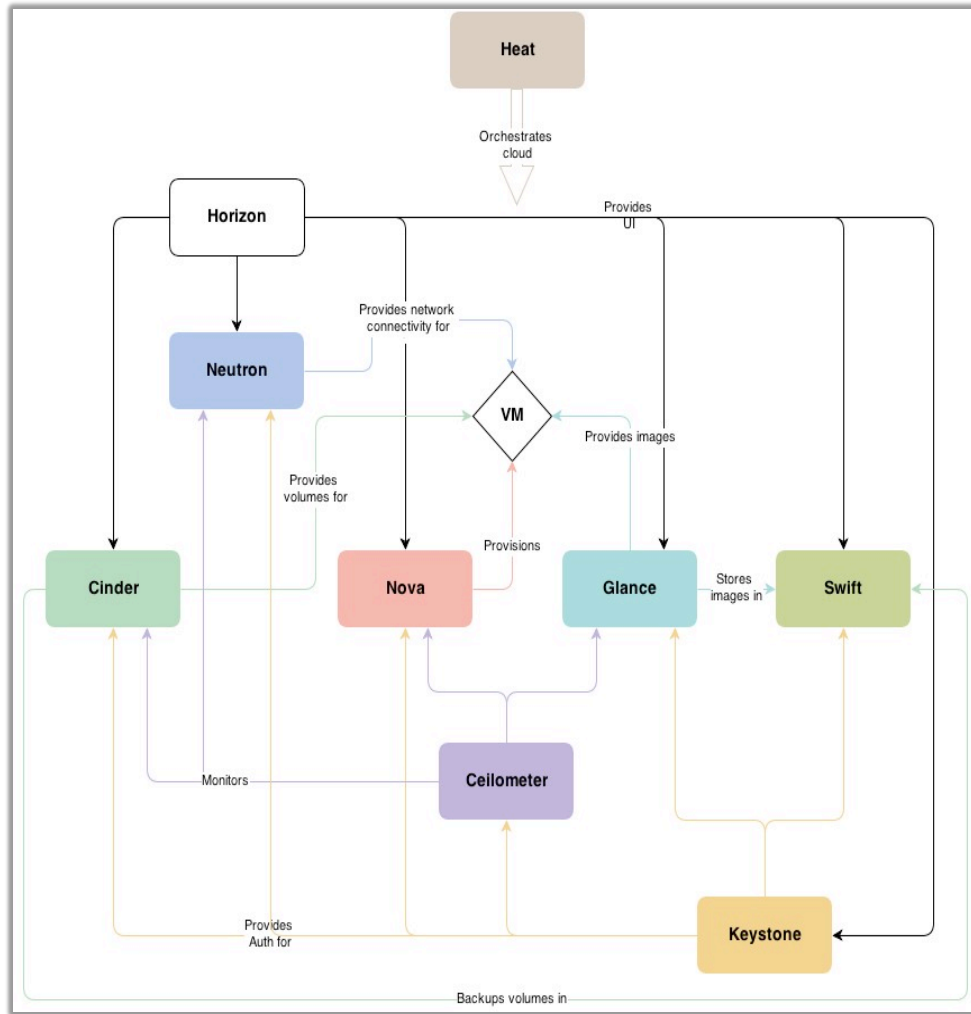 Heat
Orchestrates
cloud
Horizon
Provides
UI
Provides network
connectivity for
Neutron
VM
Provides images
Provides
volumes for
Provisions
Cinder
Nova
Glance
Stores
images in
Swift
Monitors
Ceilometer
Provides
Auth for
Keystone
Backups volumes in